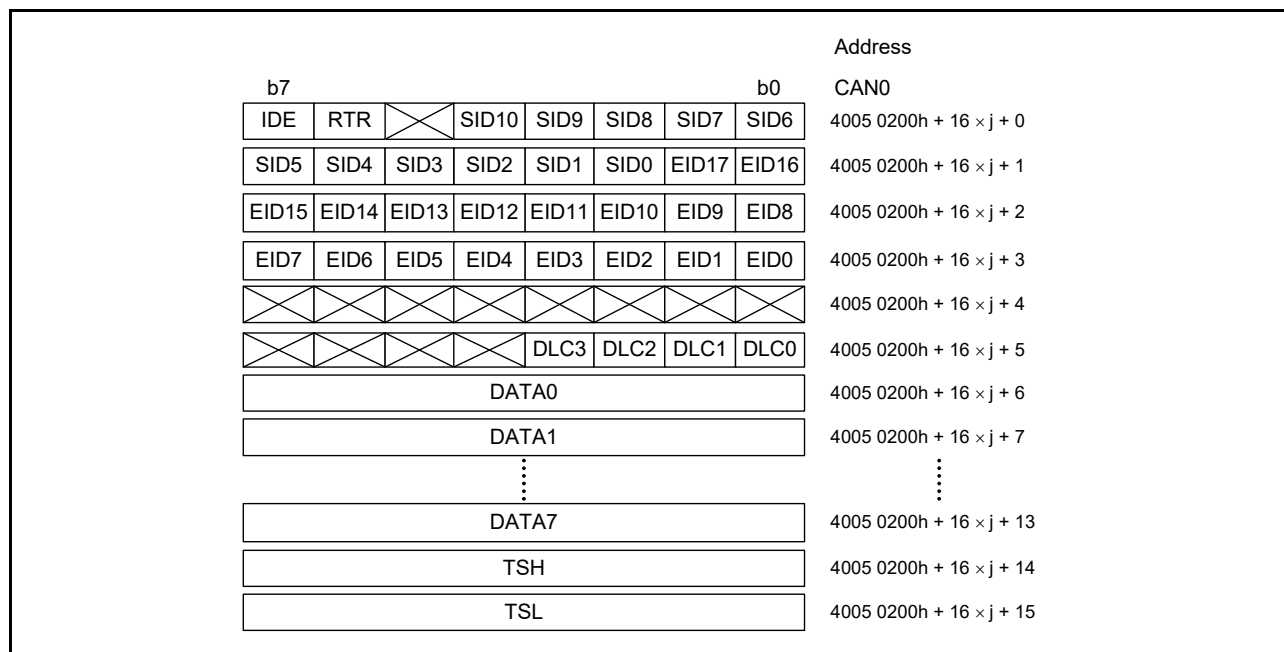 Address
b7 b0 CAN0
IDE RTR SID10 SID9 SID8 SID7 SID6 4005 0200h + 16 × j + 0
SID5 SID4 SID3 SID2 SID1 SID0 EID17 EID16 4005 0200h + 16 × j + 1
EID15 EID14 EID13 EID12 EID11 EID10 EID9 EID8 4005 0200h + 16 × j + 2
EID7 EID6 EID5 EID4 EID3 EID2 EID1 EID0 4005 0200h + 16 × j + 3
4005 0200h + 16 × j + 4
DLC3 DLC2 DLC1 DLC0 4005 0200h + 16 × j + 5
DATA0 4005 0200h + 16 × j + 6
DATA1 4005 0200h + 16 × j + 7
DATA7 4005 0200h + 16 × j + 13
TSH 4005 0200h + 16 × j + 14
TSL 4005 0200h + 16 × j + 15